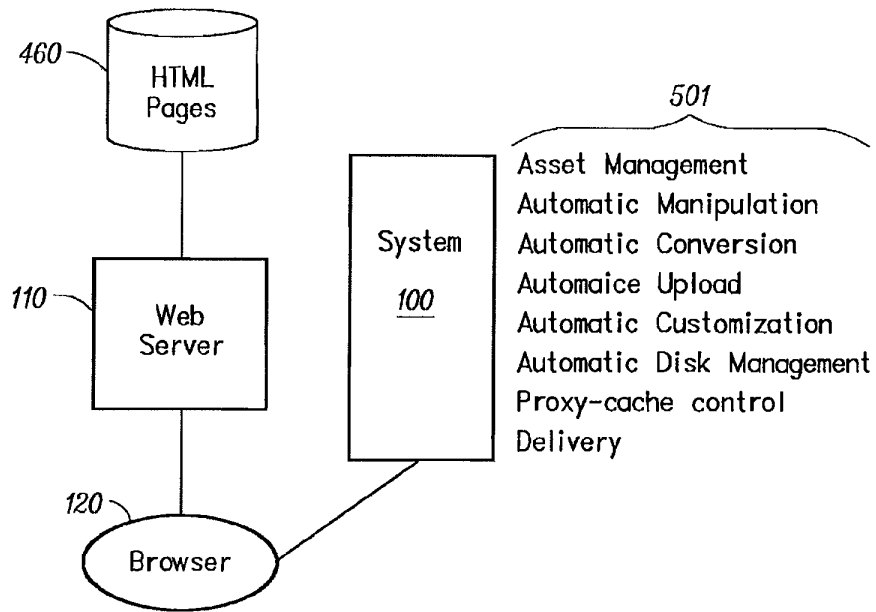 460
HTML
Pages
501
Asset Management
Automatic Manipulation
Automatic Conversion
Automaice Upload
Automatic Customization
Automatic Disk Management
Proxy-cache control
Delivery
System
100
110
Web
Server
120
Browser